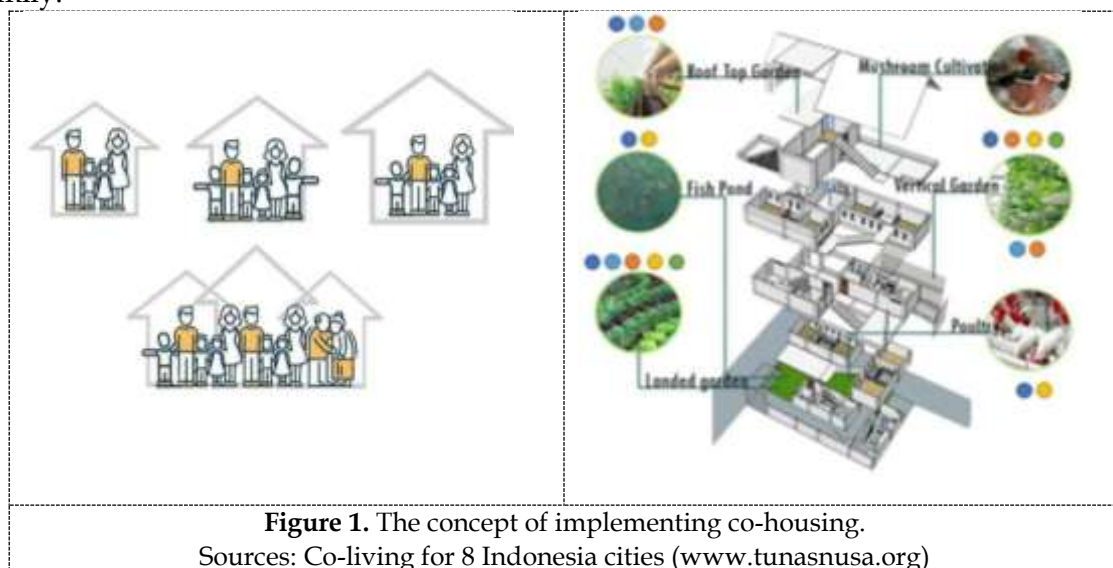 Roof Top Garden
Mushroom Cultivat
Fish Pond
Vertical Garden
Poultr
Landed garden
Figure 1. The concept of implementing co-housing.
Sources: Co-living for 8 Indonesia cities (www.tunasnusa.org)